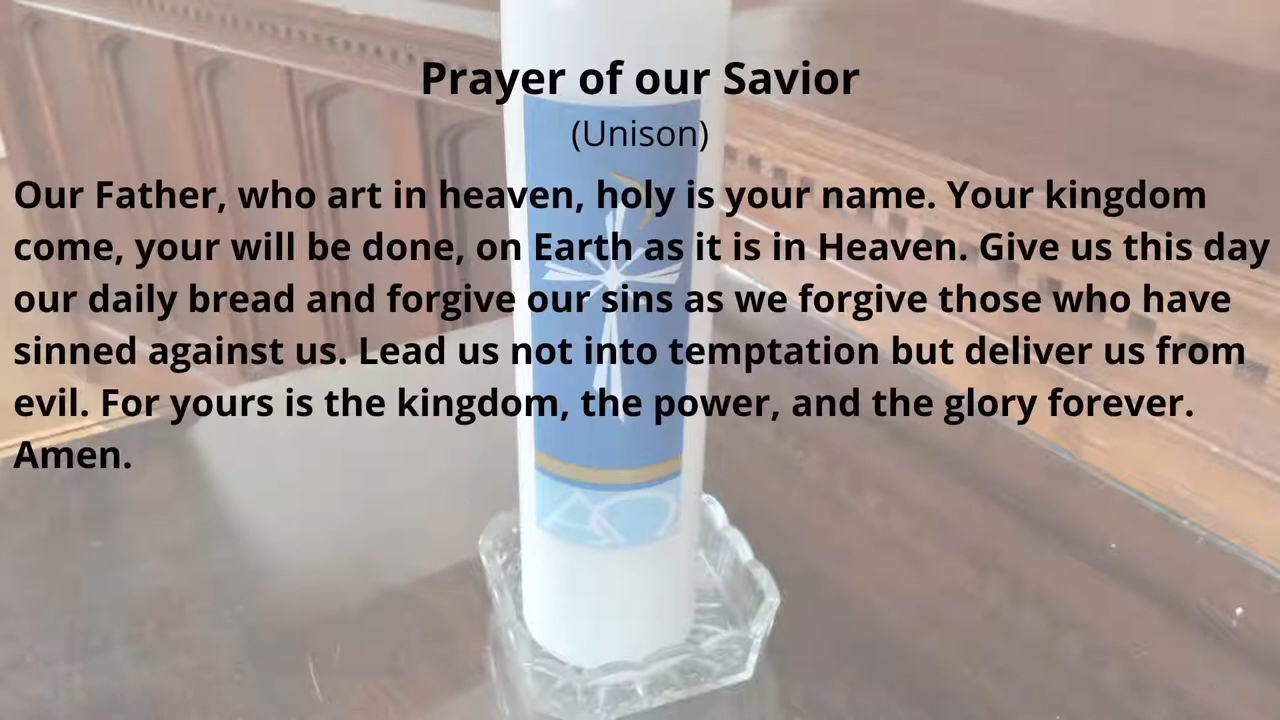 Prayer of our Savior
(Unison)
Our Father, who art in heaven, holy is your name. Your kingdom
come, your will be done, on Earth as it is in Heaven. Give us this day
our daily bread and forgive our sins as we forgive those who have
sinned against us. Lead us not into temptation but deliver us from
evil. For yours is the kingdom, the power, and the glory forever.
Amen.
ΑΩ